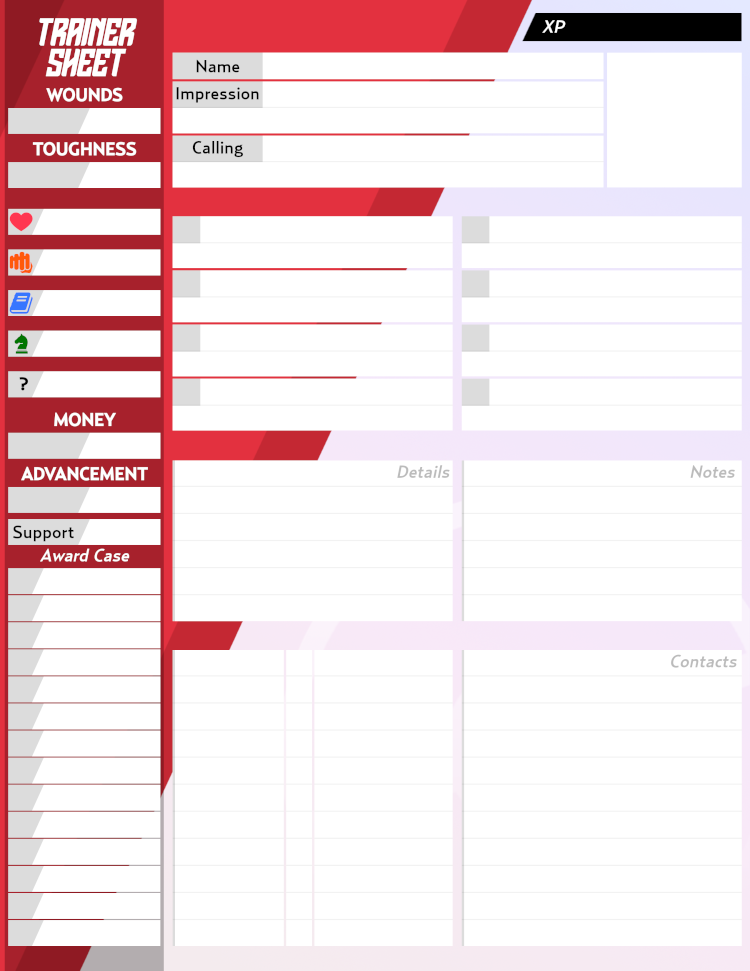 TRAINER
SHEET
WOUNDS
TOUGHNESS
?
MONEY
ADVANCEMENT
Support
Award Case
XP
Name
Impression
Calling
Details
Notes
Contacts